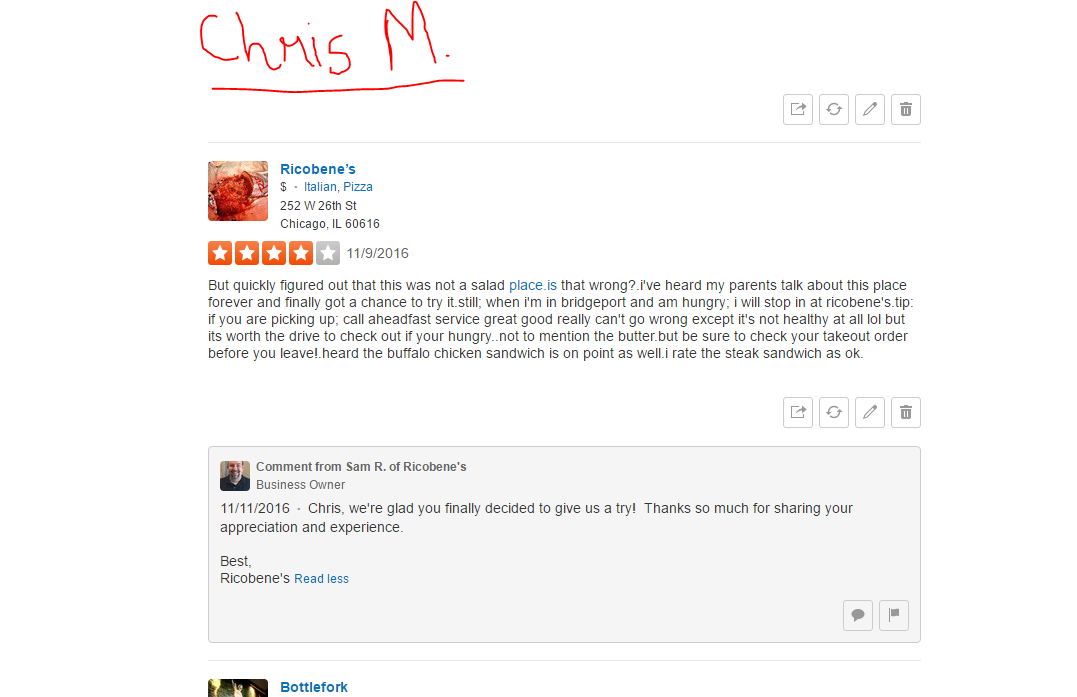 Chris M.
Ricobene's
$ · Italian, Pizza
252 W 26th St
Chicago, IL 60616
11/9/2016
But quickly figured out that this was not a salad place.is that wrong?.i've heard my parents talk about this place
forever and finally got a chance to try it.still; when i'm in bridgeport and am hungry; i will stop in at ricobene's.tip:
if you are picking up; call aheadfast service great good really can't go wrong except it's not healthy at all lol but
its worth the drive to check out if your hungry..not to mention the butter.but be sure to check your takeout order
before you leave!.heard the buffalo chicken sandwich is on point as well.i rate the steak sandwich as ok.
Comment from Sam R. of Ricobene's
Business Owner
11/11/2016 · Chris, we're glad you finally decided to give us a try!  Thanks so much for sharing your
appreciation and experience.
Best,
Ricobene's Read less
Bottlefork